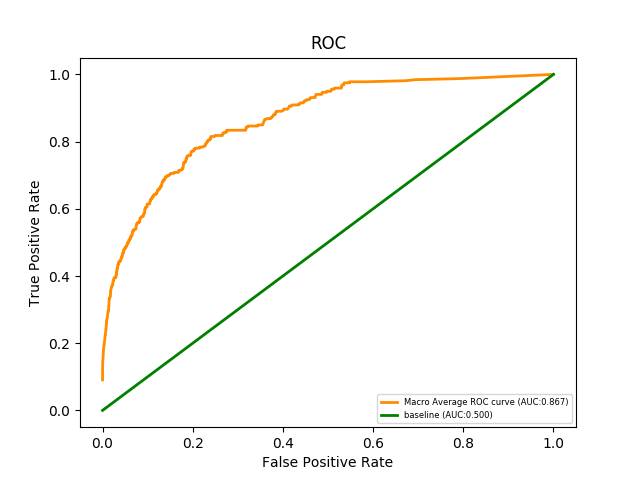 ROC
True Positive Rate
1.0
0.8
0.6
0.4
0.2
0.0
0.0 0.2 0.4 0.6 0.8 1.0
False Positive Rate
Macro Average ROC curve (AUC:0.867)
baseline (AUC:0.500)